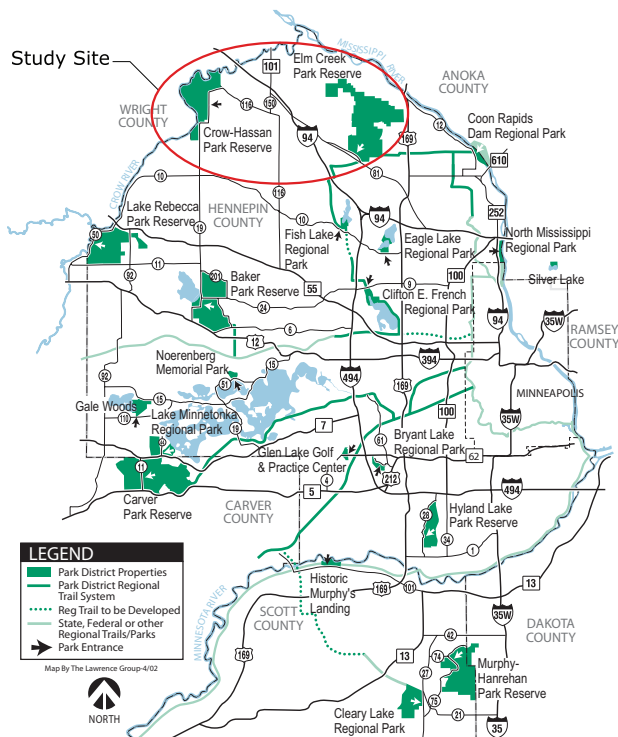 Study Site
MISSISSIPPI RIVER
Elm Creek
Park Reserve
101
ANOKA
COUNTY
WRIGHT
COUNTY
116
150
12
Coon Rapids
Dam Regional Park
Crow-Hassan
Park Reserve
94
169
610
81
CROW RIVER
10
116
Lake Rebecca
Park Reserve
HENNEPIN
COUNTY
19
10
94
252
50
Fish Lake
Regional
Park
Eagle Lake
Regional Park
North Mississippi
Regional Park
11
92
201
Baker
Park Reserve
55
9
100
Silver Lake
24
Clifton E. French
Regional Park
6
94
35W
RAMSEY
COUNTY
12
394
Noerenberg
Memorial Park
15
494
169
92
51
MINNEAPOLIS
15
100
Gale Woods
110
Lake Minnetonka
Regional Park
19
7
61
Bryant Lake
Regional Park
35W
Glen Lake Golf
& Practice Center
62
11
4
212
5
494
Carver
Park Reserve
CARVER
COUNTY
28
Hyland Lake
Park Reserve
34
1
LEGEND
Park District Properties
Park District Regional
Trail System
Reg Trail to be Developed
State, Federal or other
Regional Trails/Parks
Park Entrance
Map By The Lawrence Group-4/02
NORTH
MINNESOTA RIVER
Historic
Murphy's
Landing
169
101
13
SCOTT
COUNTY
35W
DAKOTA
COUNTY
169
13
42
74
27
Murphy-
Hanrehan
Park Reserve
75
Cleary Lake
Regional Park
21
35